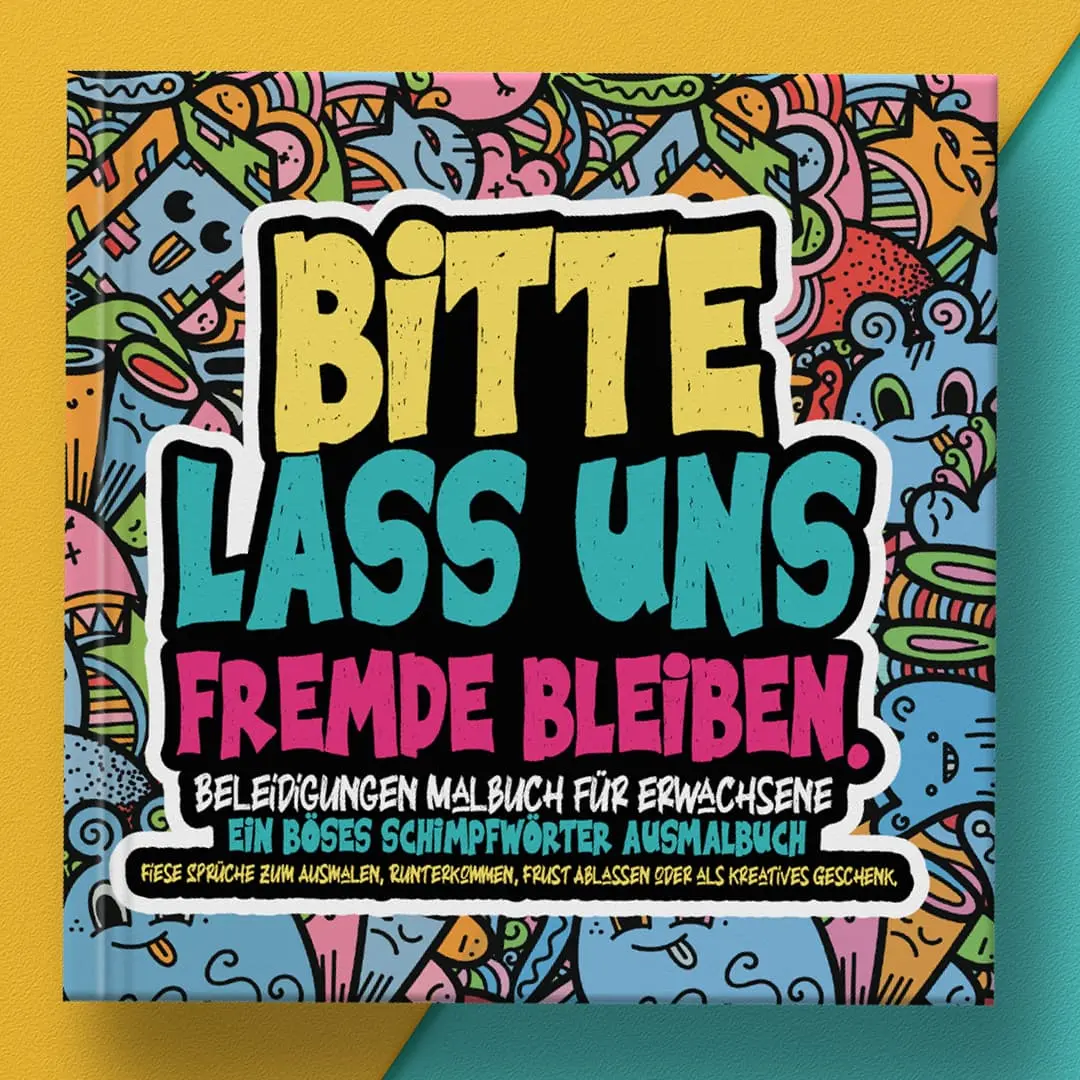 BITTE
LASS UNS
FREMDE BLEIBEN.
BELEIDIGUNGEN MALBUCH FÜR ERWACHSENE
EIN BÖSES SCHIMPFWÖRTER AUSMALBUCH
FIESE SPRÜCHE ZUM AUSMALEN, RUNTERKOMMEN, FRUST ABLASSEN ODER ALS KREATIVES GESCHENK.